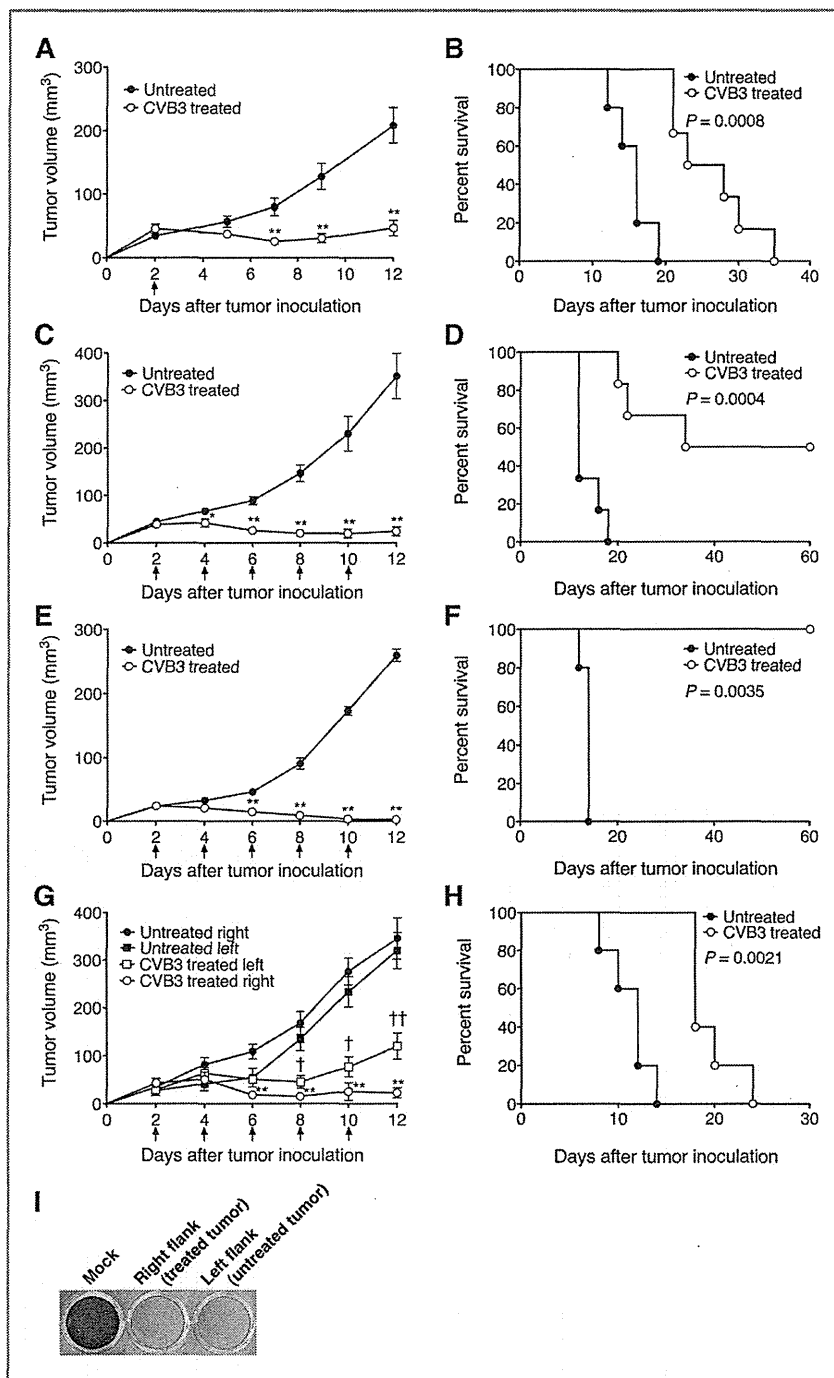 A
Tumor volume (mm³)
300
200
100
0
Untreated
CVB3 treated
**
**
**
0 2 4 6 8 10 12
Days after tumor inoculation
B
Percent survival
100
80
60
40
20
0
Untreated
CVB3 treated
P = 0.0008
0 10 20 30 40
Days after tumor inoculation
C
Tumor volume (mm³)
400
300
200
100
0
Untreated
CVB3 treated
*
**
**
**
**
0 2 4 6 8 10 12
Days after tumor inoculation
D
Percent survival
100
80
60
40
20
0
Untreated
CVB3 treated
P = 0.0004
0 20 40 60
Days after tumor inoculation
E
Tumor volume (mm³)
300
200
100
0
Untreated
CVB3 treated
**
**
**
**
0 2 4 6 8 10 12
Days after tumor inoculation
F
Percent survival
100
80
60
40
20
0
Untreated
CVB3 treated
P = 0.0035
0 20 40 60
Days after tumor inoculation
G
Tumor volume (mm³)
400
300
200
100
0
Untreated right
Untreated left
CVB3 treated left
CVB3 treated right
†
†
††
**
**
**
**
0 2 4 6 8 10 12
Days after tumor inoculation
H
Percent survival
100
80
60
40
20
0
Untreated
CVB3 treated
P = 0.0021
0 10 20 30
Days after tumor inoculation
I
Mock
Right flank
(treated tumor)
Left flank
(untreated tumor)